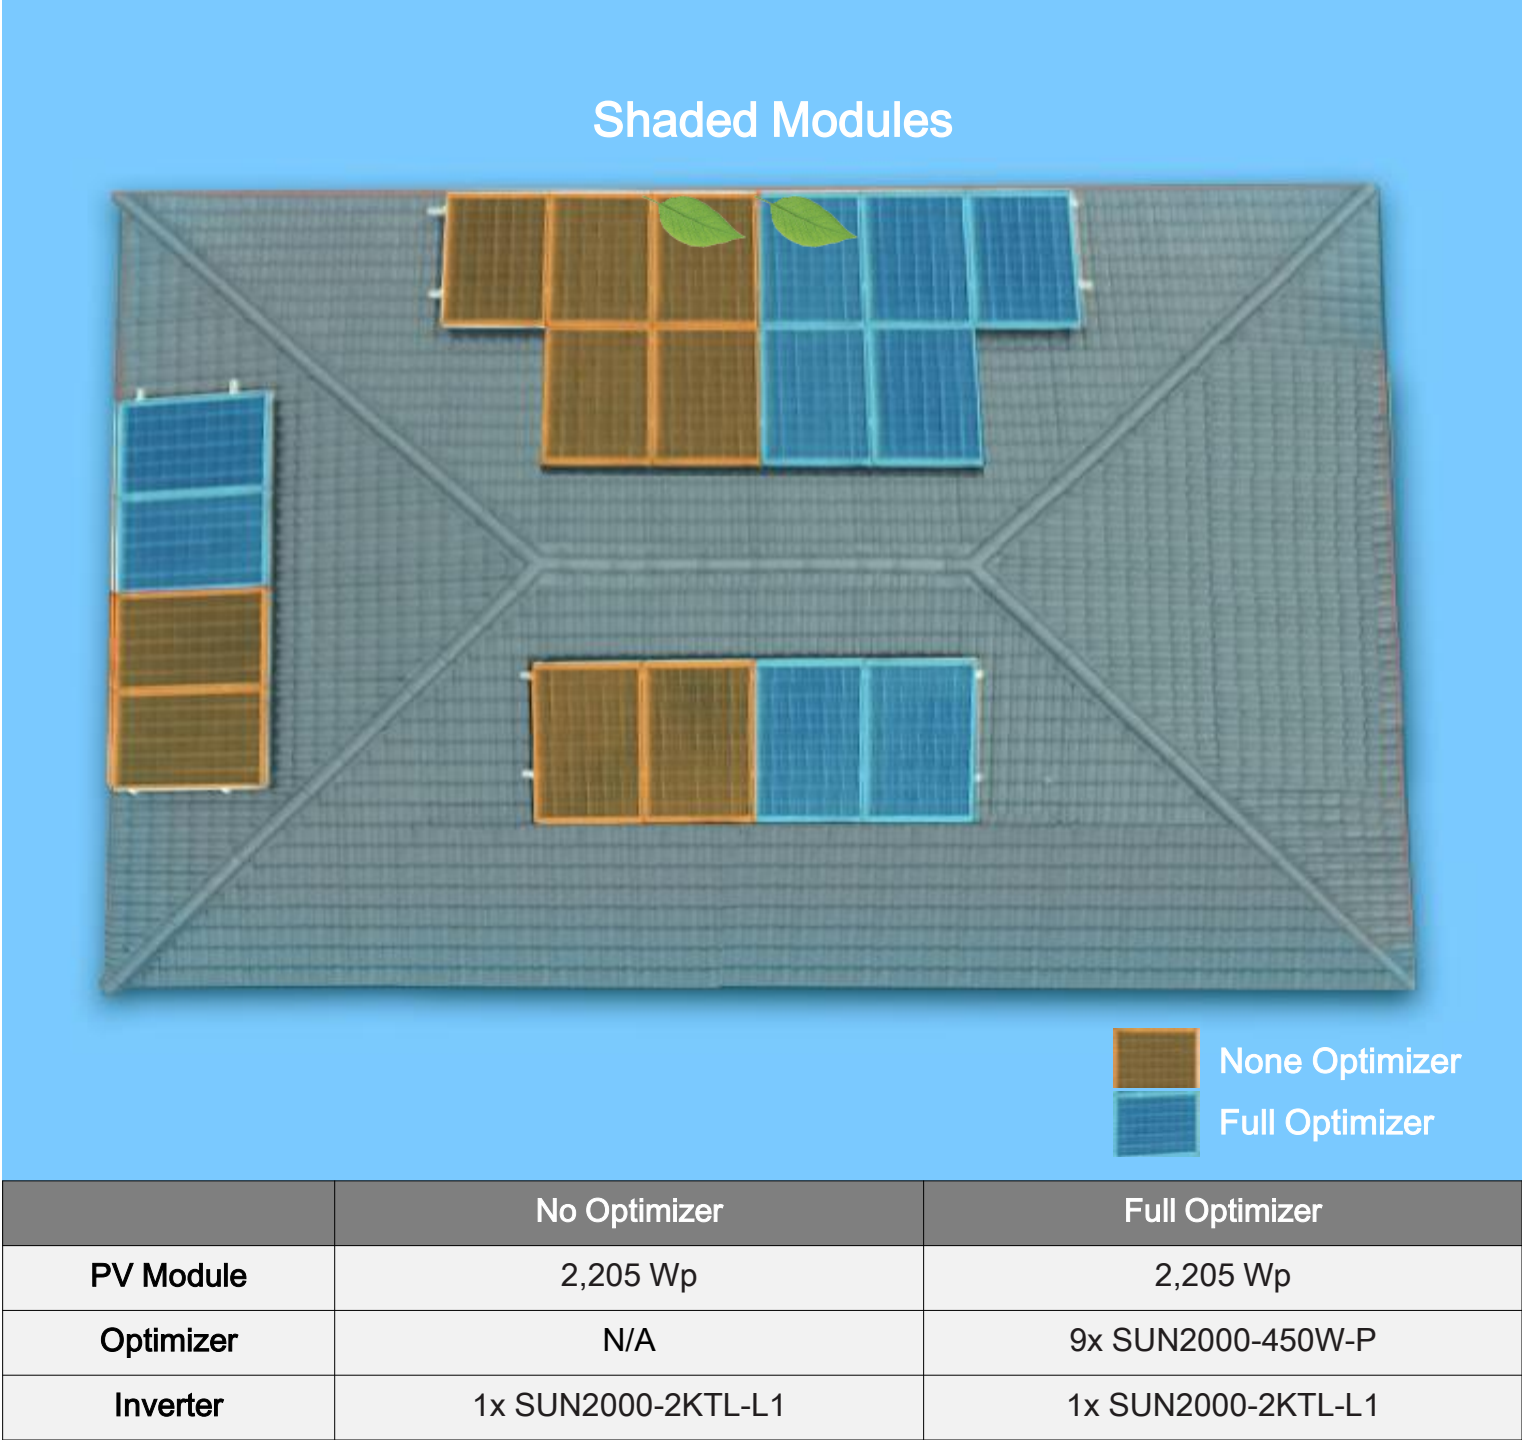 Shaded Modules
None Optimizer
Full Optimizer
No Optimizer Full Optimizer
PV Module 2,205 Wp 2,205 Wp
Optimizer N/A 9x SUN2000-450W-P
Inverter 1x SUN2000-2KTL-L1 1x SUN2000-2KTL-L1